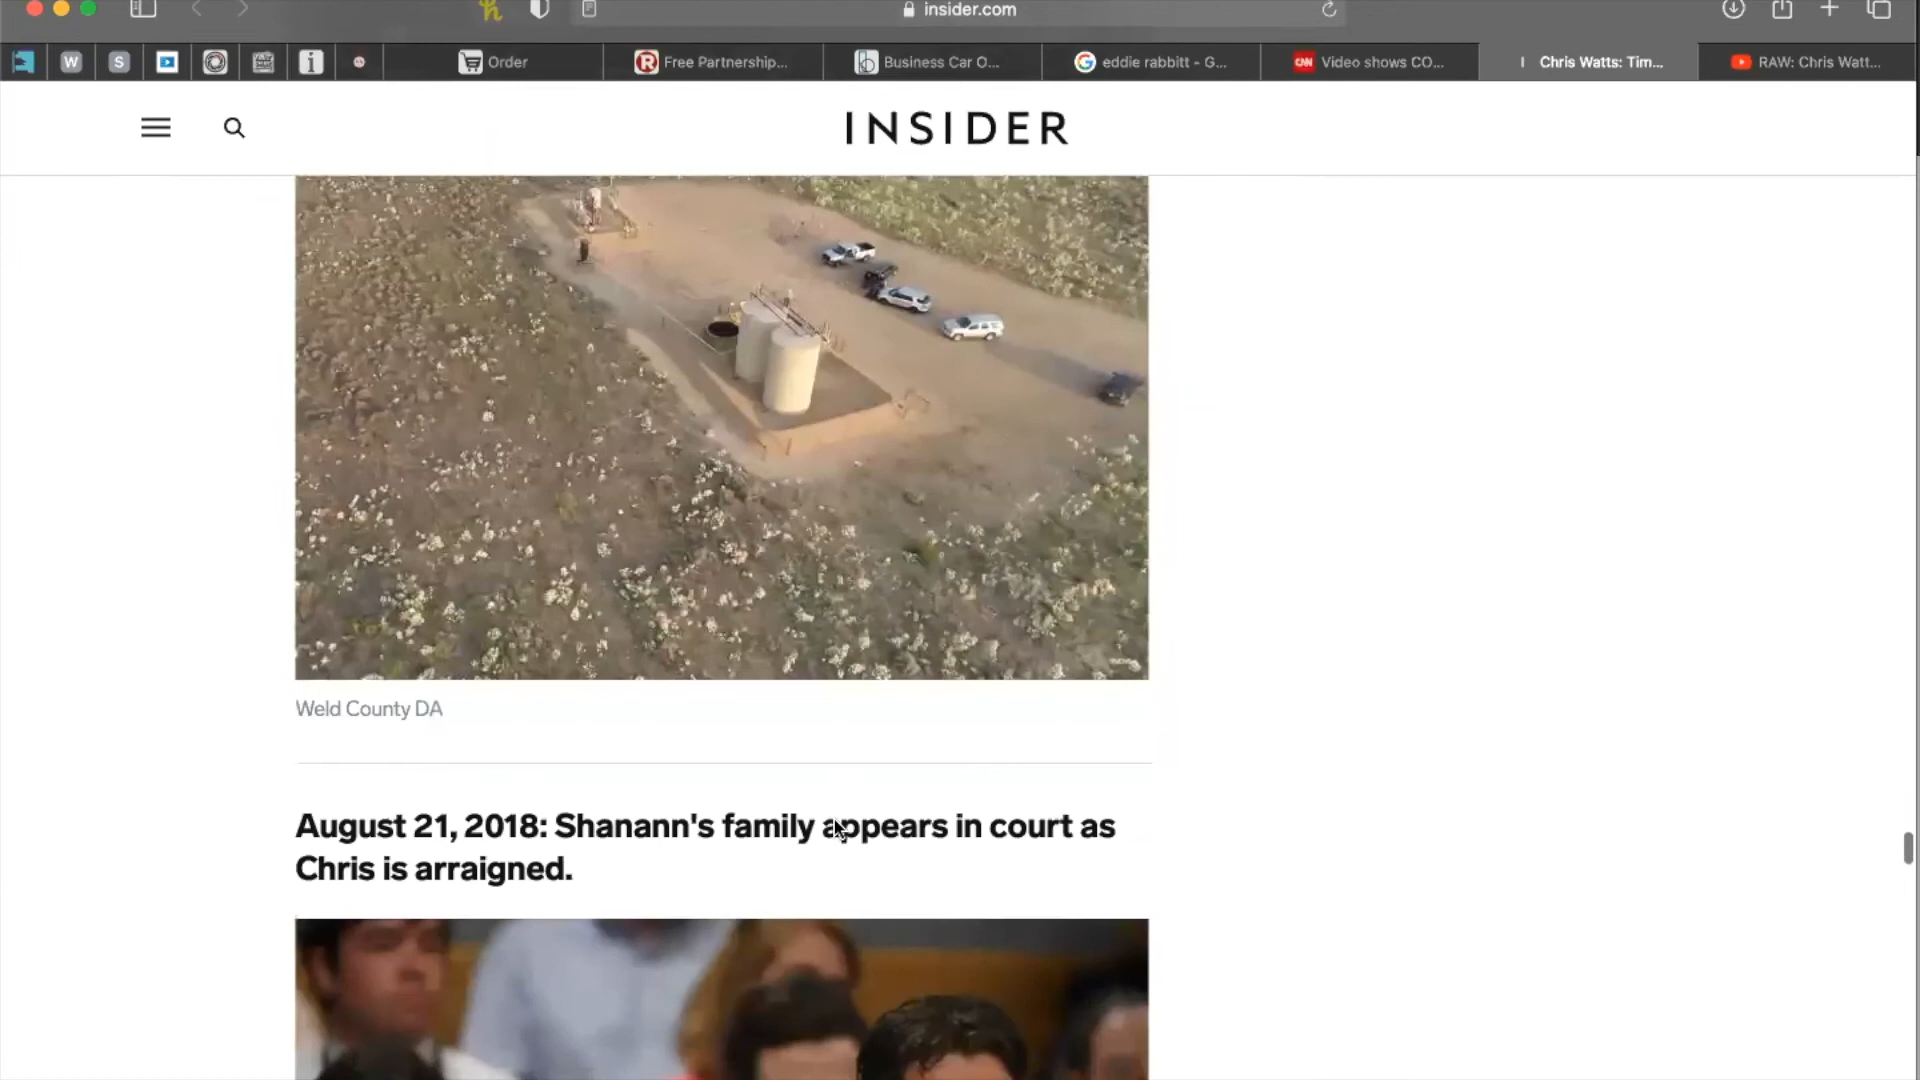 insider.com
W
S
Order
Free Partnership...
Business Car O...
eddie rabbitt - G...
CNN
Video shows CO...
I
Chris Watts: Tim...
RAW: Chris Watt...
INSIDER
Weld County DA
August 21, 2018: Shanann's family appears in court as
Chris is arraigned.